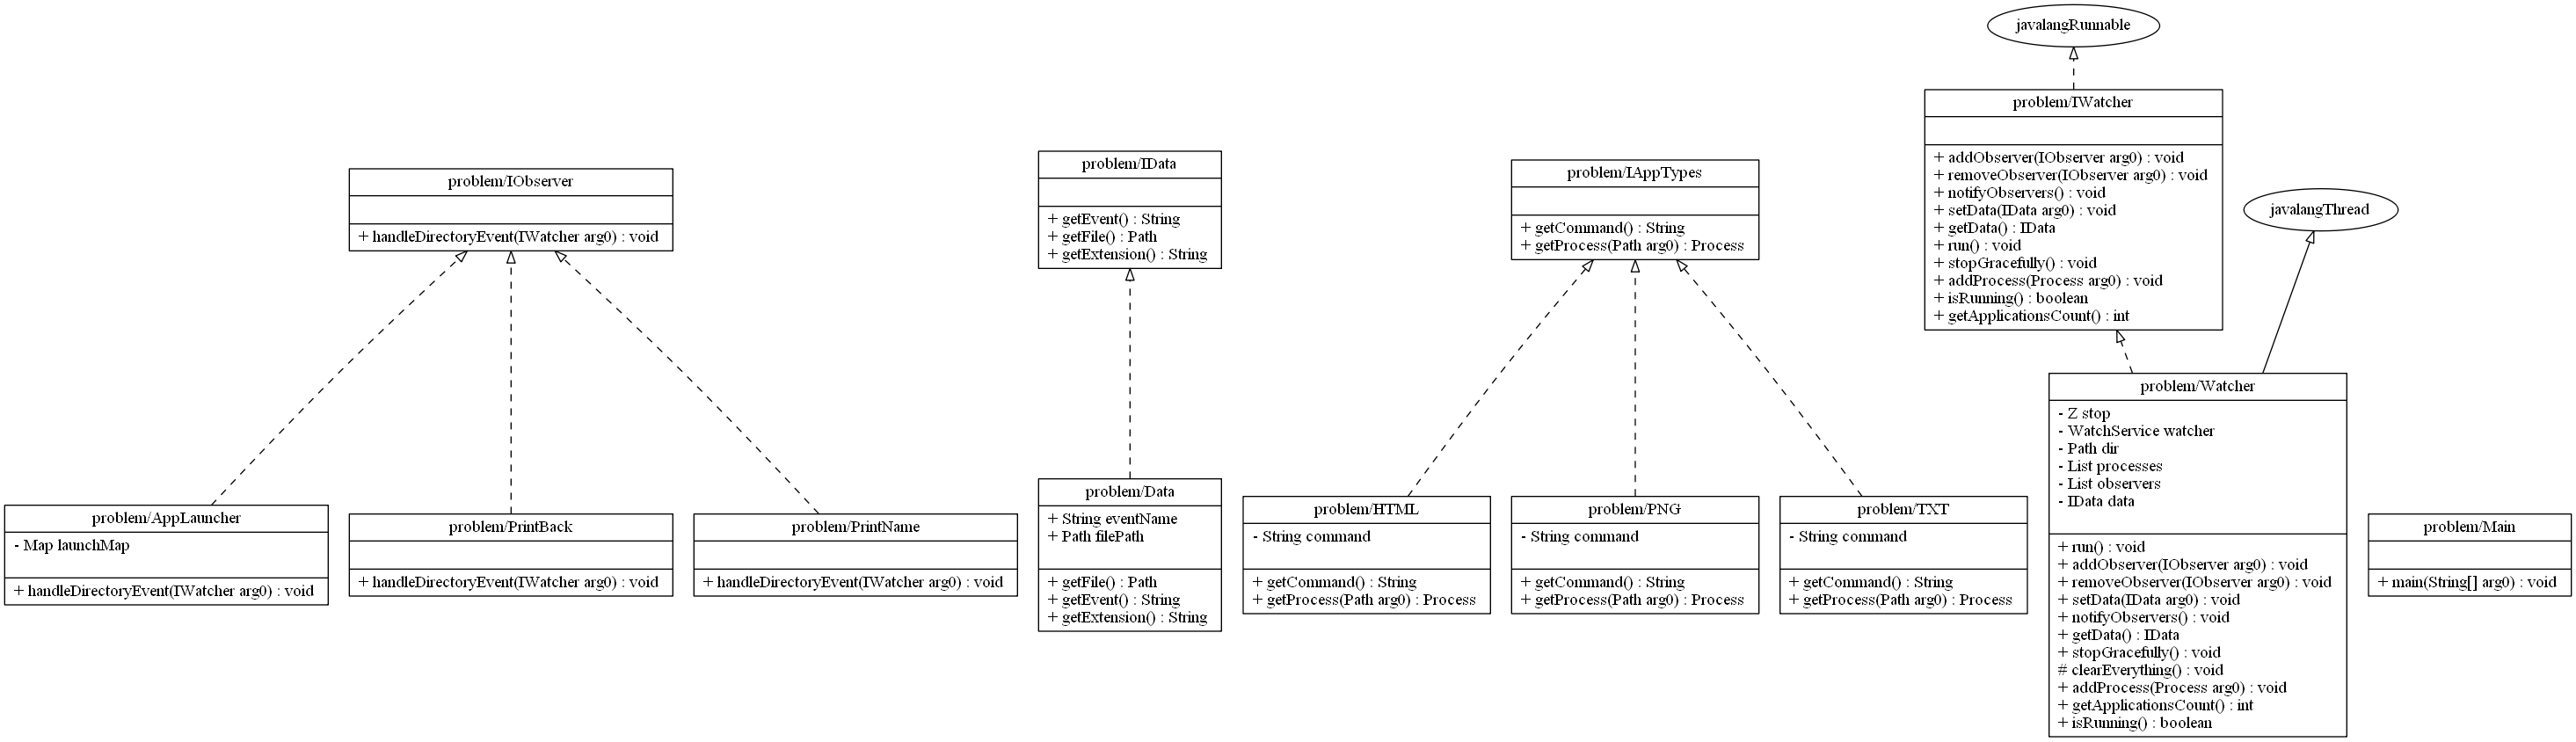 javalangRunnable
problem/IWatcher
+ addObserver(IObserver arg0) : void
+ removeObserver(IObserver arg0) : void
+ notifyObservers() : void
+ setData(IData arg0) : void
+ getData() : IData
+ run() : void
+ stopGracefully() : void
+ addProcess(Process arg0) : void
+ isRunning() : boolean
+ getApplicationsCount() : int
problem/IObserver
+ handleDirectoryEvent(IWatcher arg0) : void
problem/IData
+ getEvent() : String
+ getFile() : Path
+ getExtension() : String
problem/IAppTypes
+ getCommand() : String
+ getProcess(Path arg0) : Process
javalangThread
problem/AppLauncher
- Map launchMap
+ handleDirectoryEvent(IWatcher arg0) : void
problem/PrintBack
+ handleDirectoryEvent(IWatcher arg0) : void
problem/PrintName
+ handleDirectoryEvent(IWatcher arg0) : void
problem/Data
+ String eventName
+ Path filePath
+ getFile() : Path
+ getEvent() : String
+ getExtension() : String
problem/HTML
- String command
+ getCommand() : String
+ getProcess(Path arg0) : Process
problem/PNG
- String command
+ getCommand() : String
+ getProcess(Path arg0) : Process
problem/TXT
- String command
+ getCommand() : String
+ getProcess(Path arg0) : Process
problem/Watcher
- Z stop
- WatchService watcher
- Path dir
- List processes
- List observers
- IData data
+ run() : void
+ addObserver(IObserver arg0) : void
+ removeObserver(IObserver arg0) : void
+ setData(IData arg0) : void
+ notifyObservers() : void
+ getData() : IData
+ stopGracefully() : void
# clearEverything() : void
+ addProcess(Process arg0) : void
+ getApplicationsCount() : int
+ isRunning() : boolean
problem/Main
+ main(String[] arg0) : void